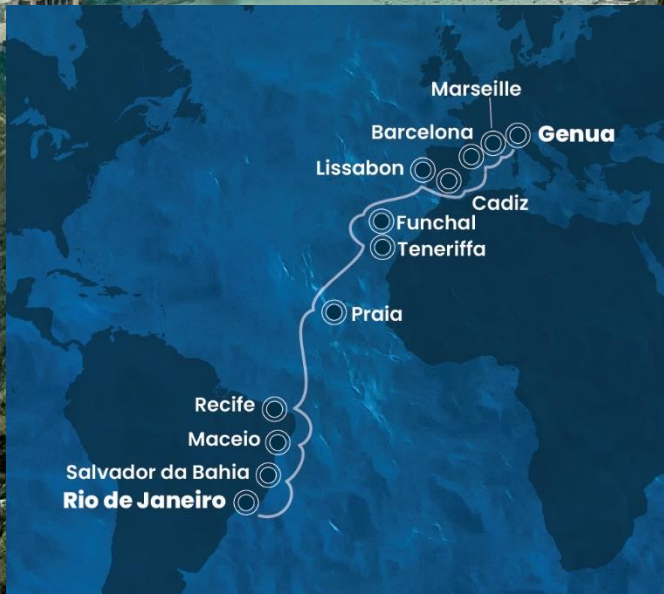 Marseille
Barcelona
Genua
Lissabon
Cadiz
Funchal
Teneriffa
Praia
Recife
Maceio
Salvador da Bahia
Rio de Janeiro